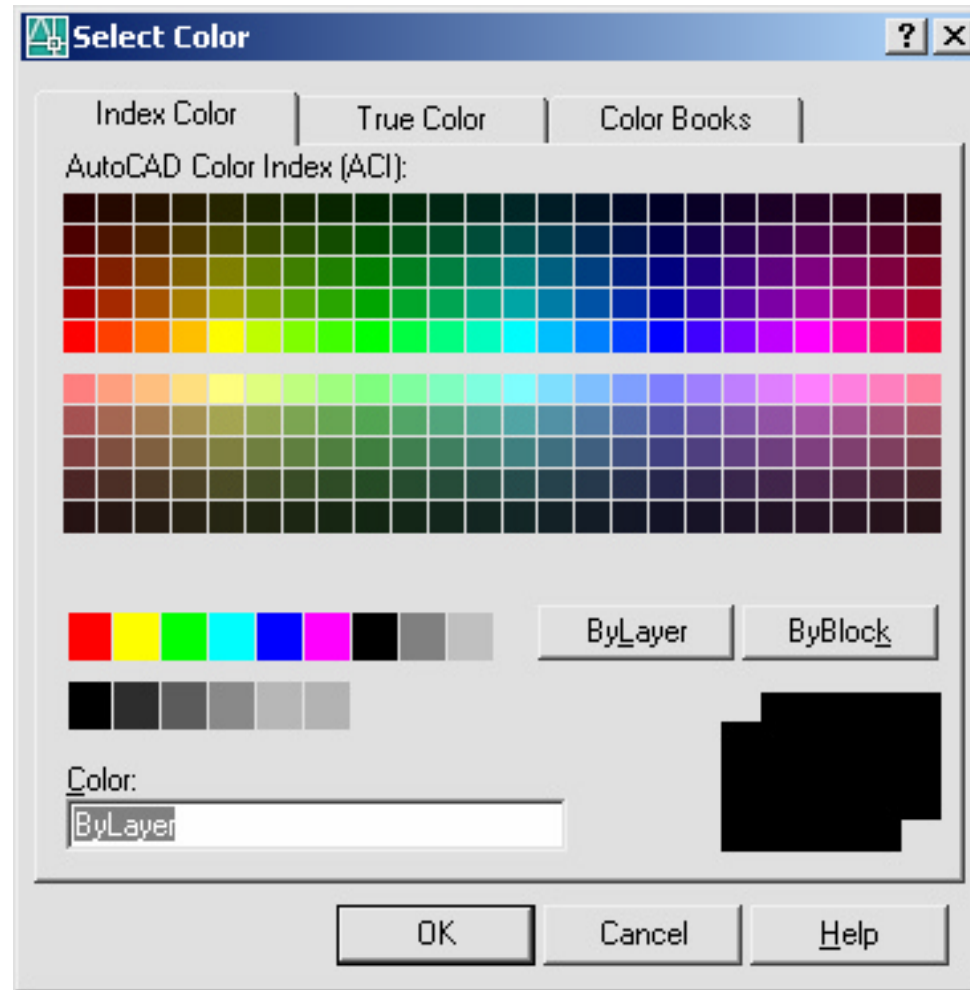 Select Color ? X
Index Color True Color Color Books
AutoCAD Color Index (ACI):
ByLayer ByBlock
Color:
ByLayer
OK Cancel Help